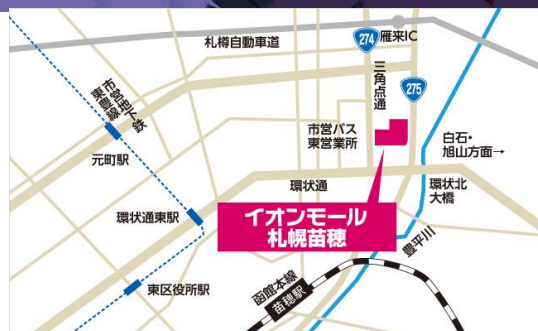 274
雁来IC
札樽自動車道
三角点通
275
市営地下鉄
東豊線
市営バス
東営業所
白石・
旭山方面→
元町駅
環状通
環状北
大橋
イオンモール
札幌苗穂
環状通東駅
豊平川
函館本線
苗穂駅
東区役所駅